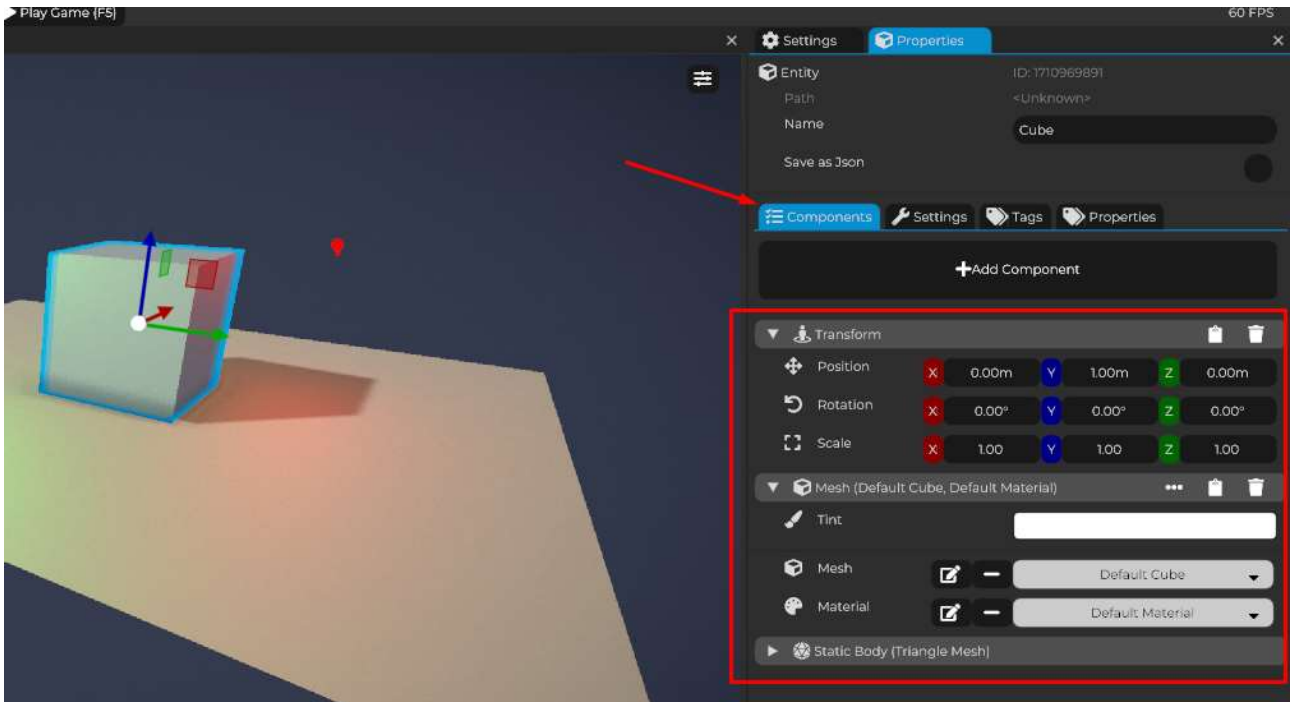 Play Game (F5)
60 FPS
Settings
Properties
Entity
ID: 1710969891
Path
<Unknown>
Name
Cube
Save as Json
Components
Settings
Tags
Properties
+Add Component
Transform
Position
X 0.00m Y 1.00m Z 0.00m
Rotation
X 0.00° Y 0.00° Z 0.00°
Scale
X 1.00 Y 1.00 Z 1.00
Mesh (Default Cube, Default Material)
Tint
Mesh
Default Cube
Material
Default Material
Static Body (Triangle Mesh)